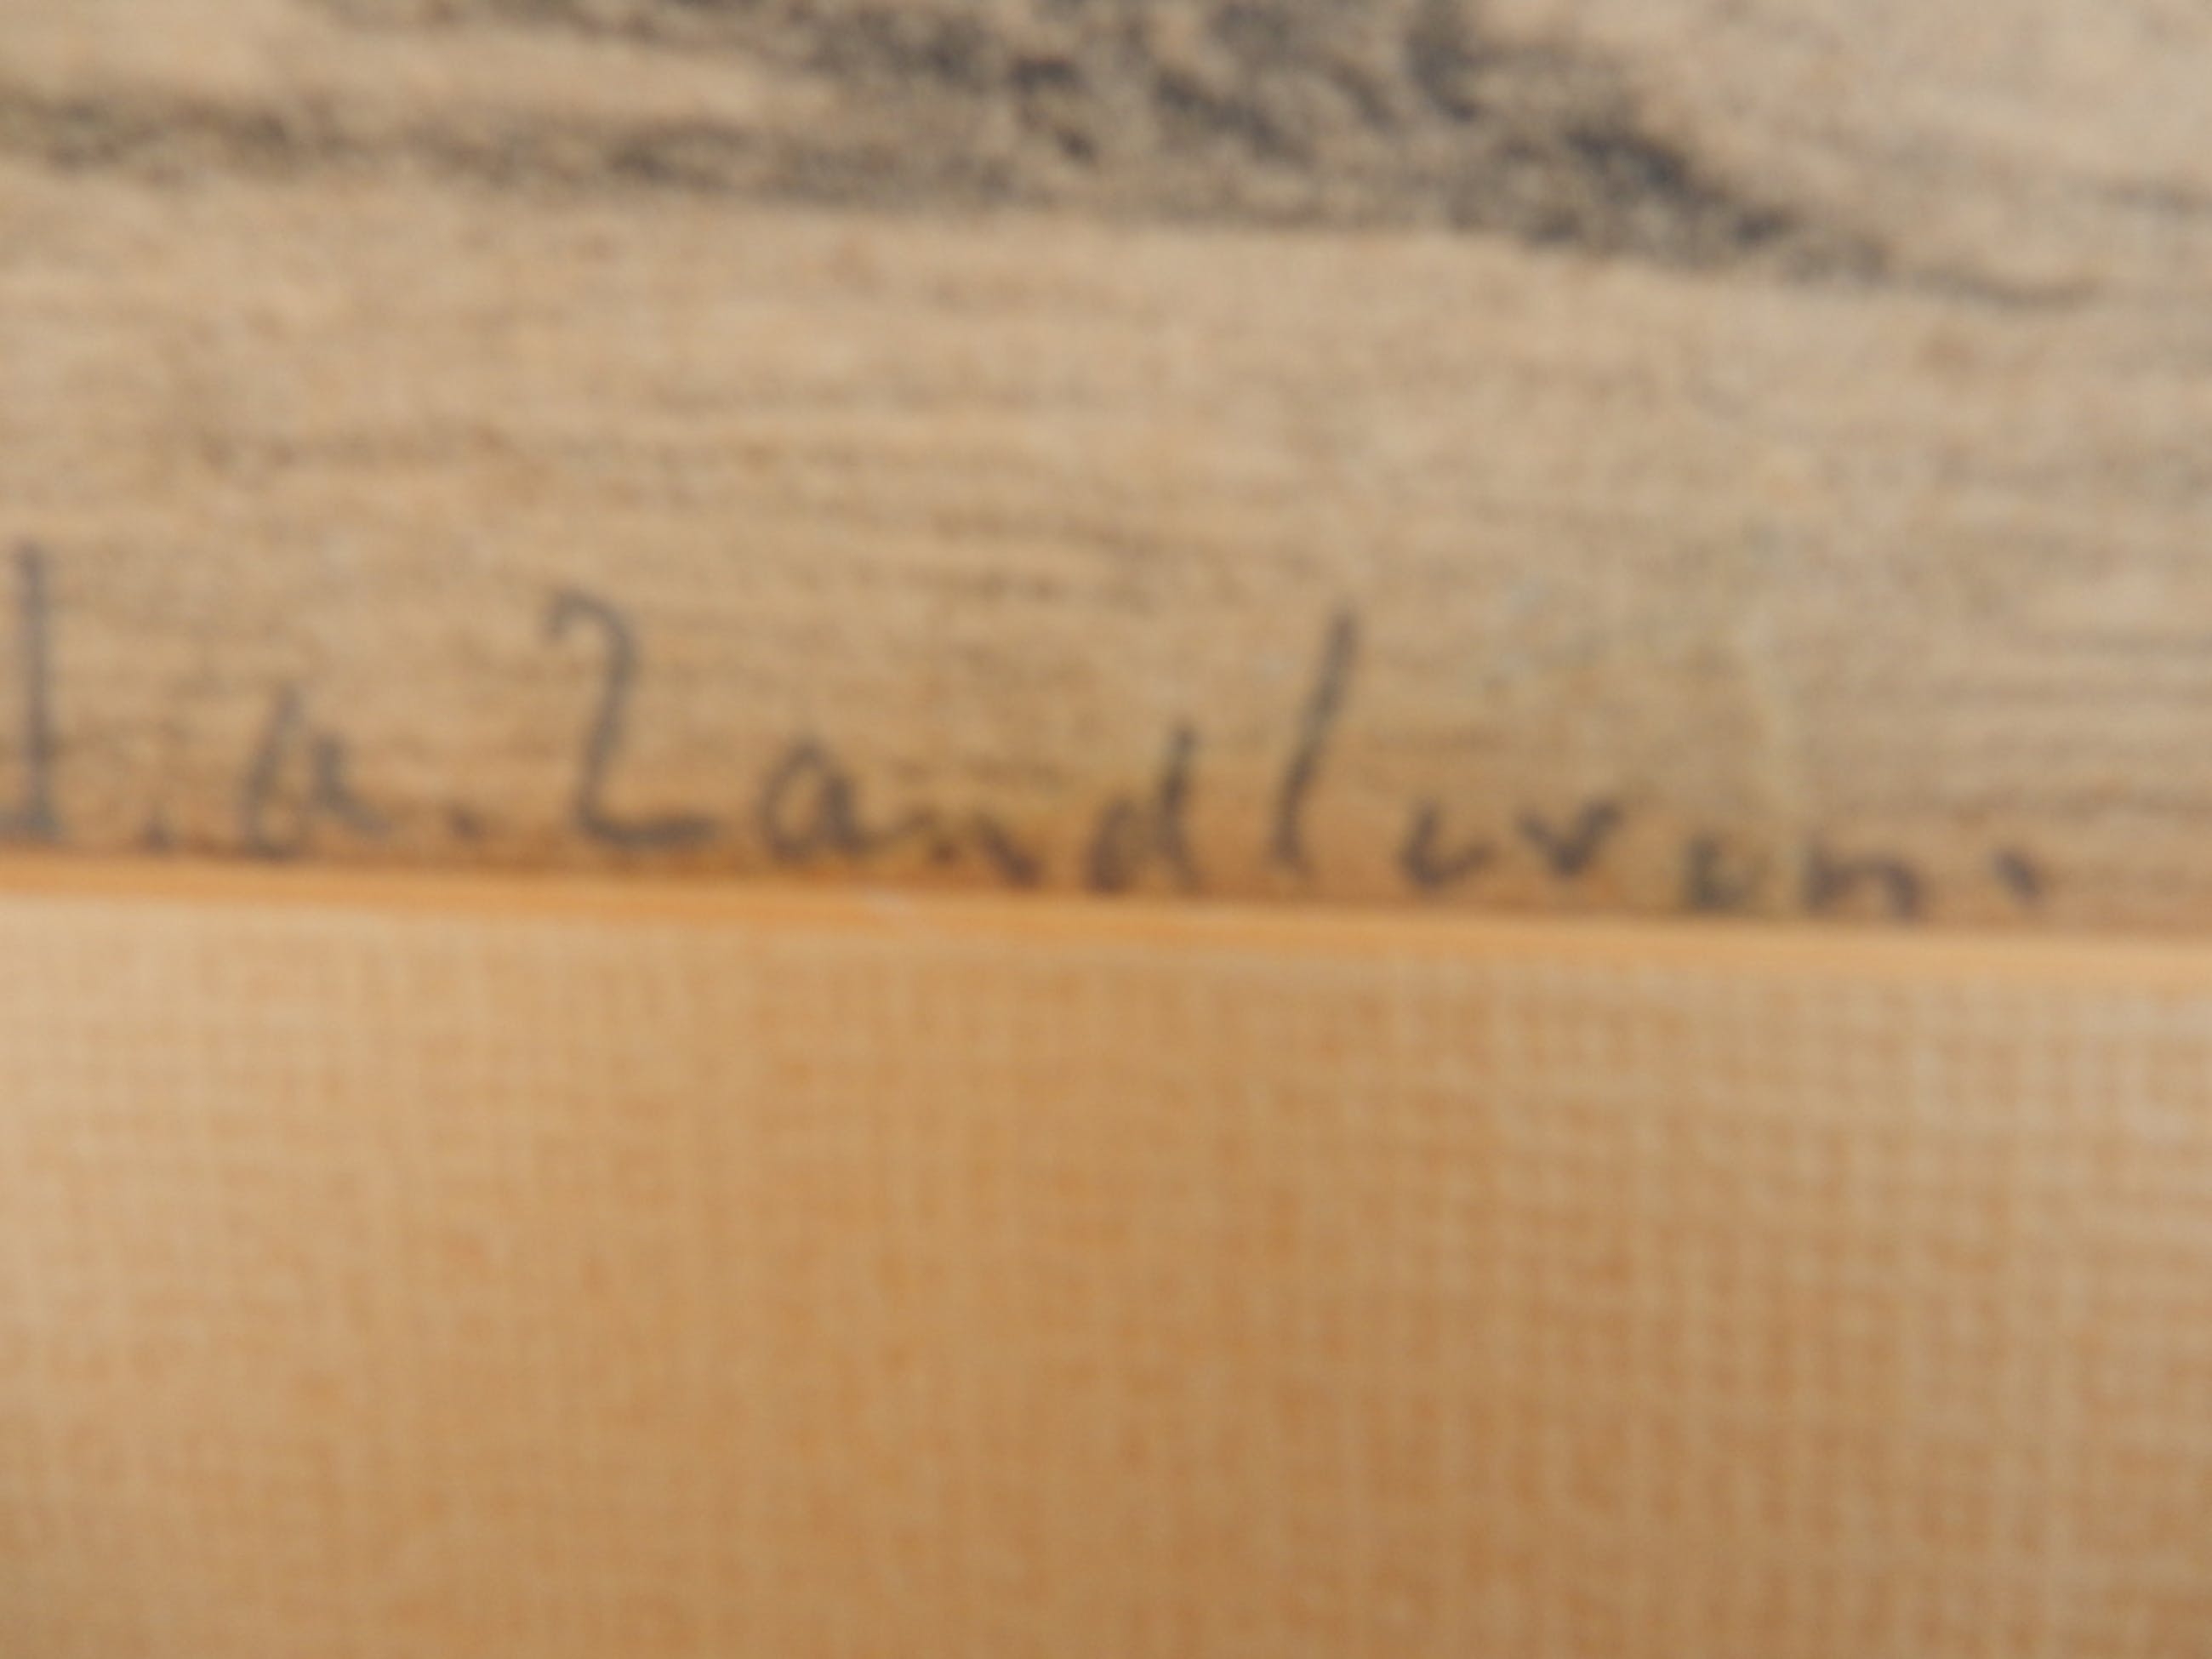 J. A. Zandleven.